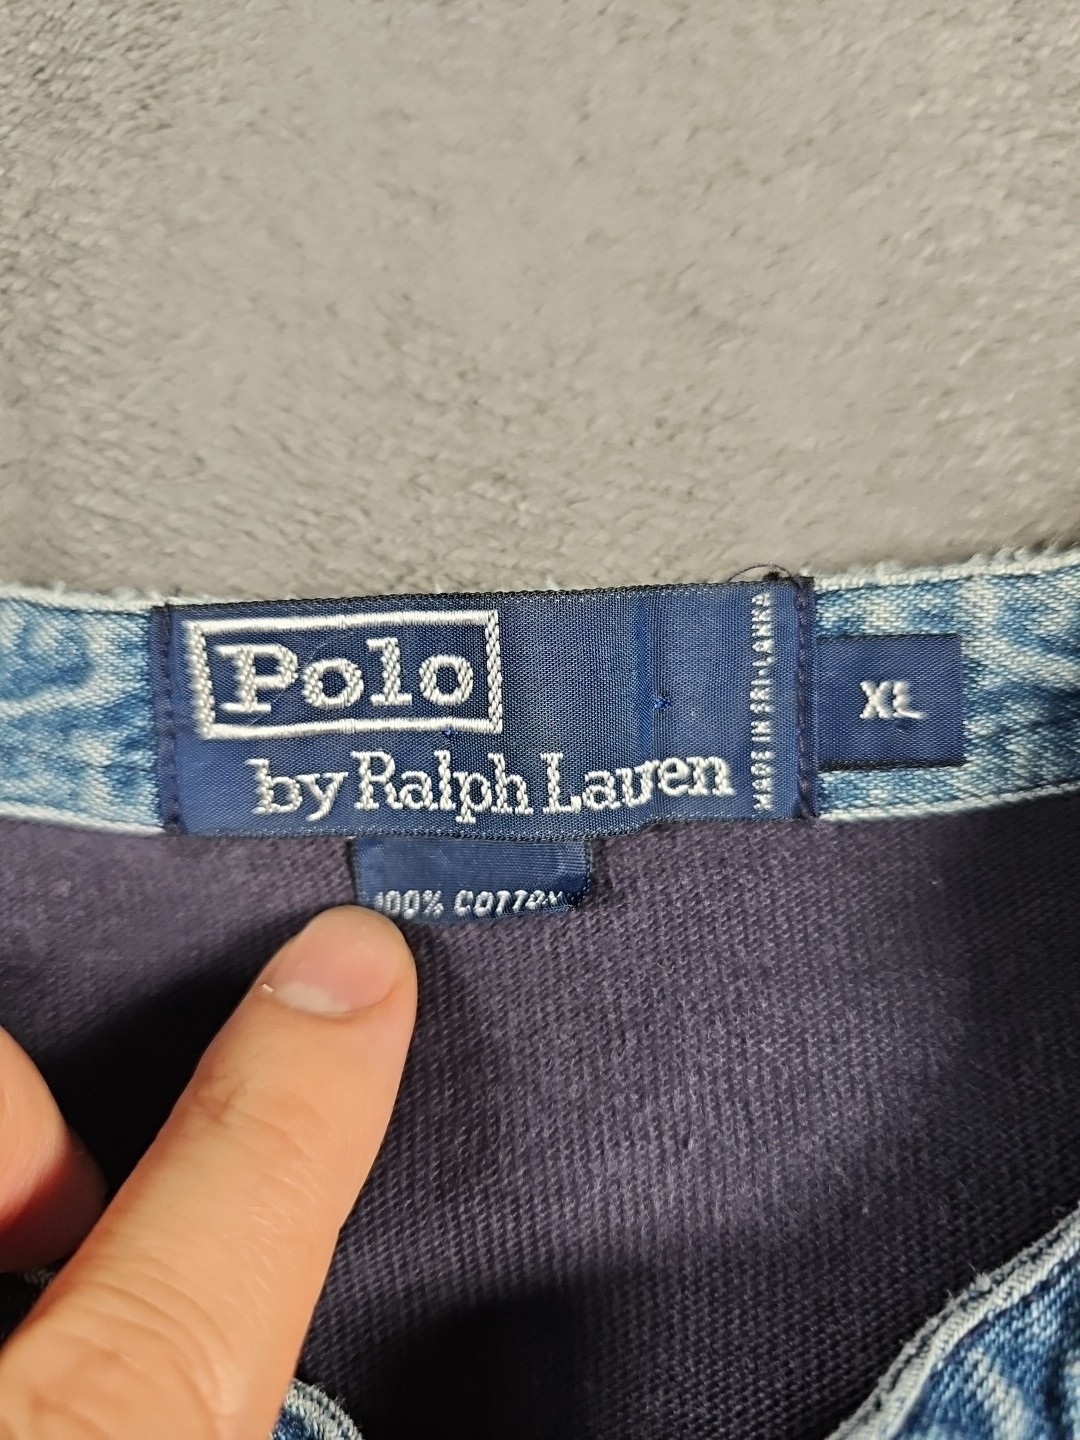 Polo
by Ralph Lauren
MADE IN SRI-LANKA
XL
100% COTTON